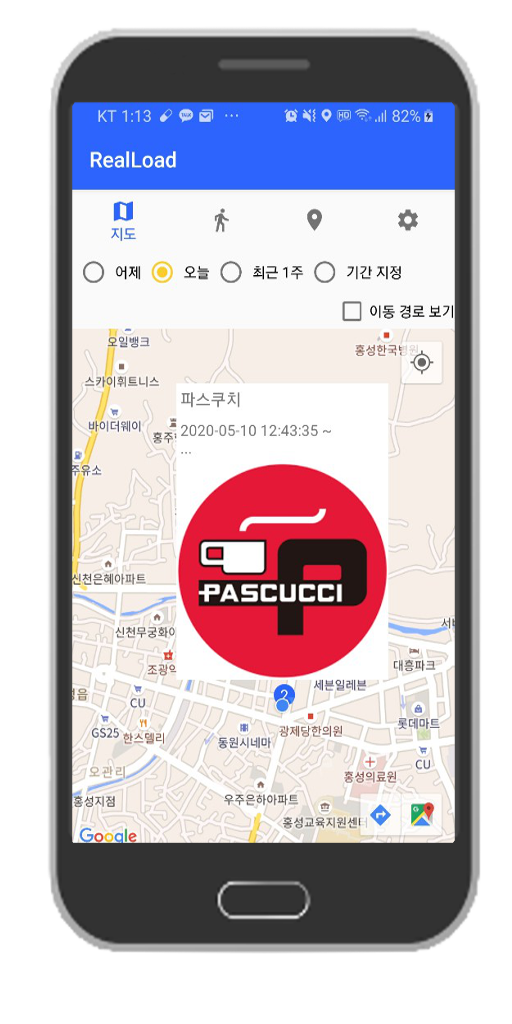 KT 1:13 ··· HD 82%
RealLoad
지도
어제 오늘 최근 1주 기간 지정
이동 경로 보기
오일뱅크
홍성한국병원
스카이휘트니스
파스쿠치
바이더웨이
2020-05-10 12:43:35 ~
홍주
...
주유소
PASCUCCI
신천은혜아파트
신천무궁화
조광
대흥파크
세븐일레븐
2
CU
롯데마트
GS25
한스델리
동원시네마
광제당한의원
CU
오관리
홍성의료원
홍성지점
우주은하아파트
홍성교육지원센터
Google